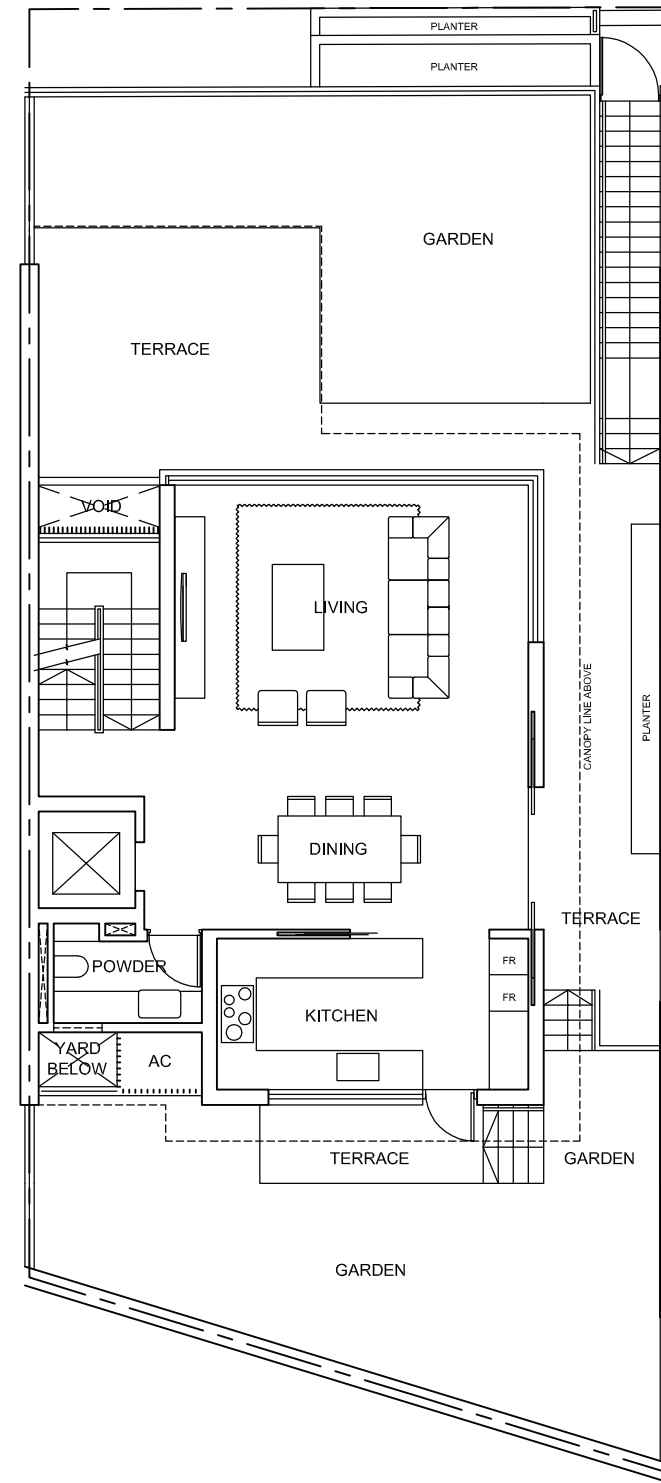 PLANTER
PLANTER
GARDEN
TERRACE
VOID
LIVING
CANOPY LINE ABOVE
PLANTER
DINING
TERRACE
><
POWDER
FR
FR
KITCHEN
YARD
BELOW
AC
TERRACE
GARDEN
GARDEN